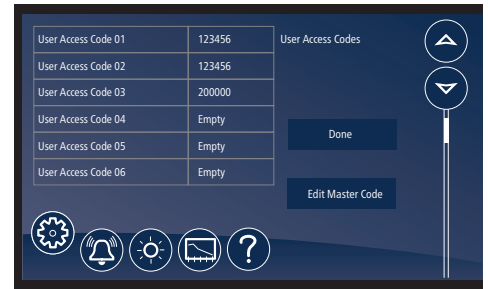 User Access Code 01 123456
User Access Code 02 123456
User Access Code 03 200000
User Access Code 04 Empty
User Access Code 05 Empty
User Access Code 06 Empty
User Access Codes
Done
Edit Master Code
?